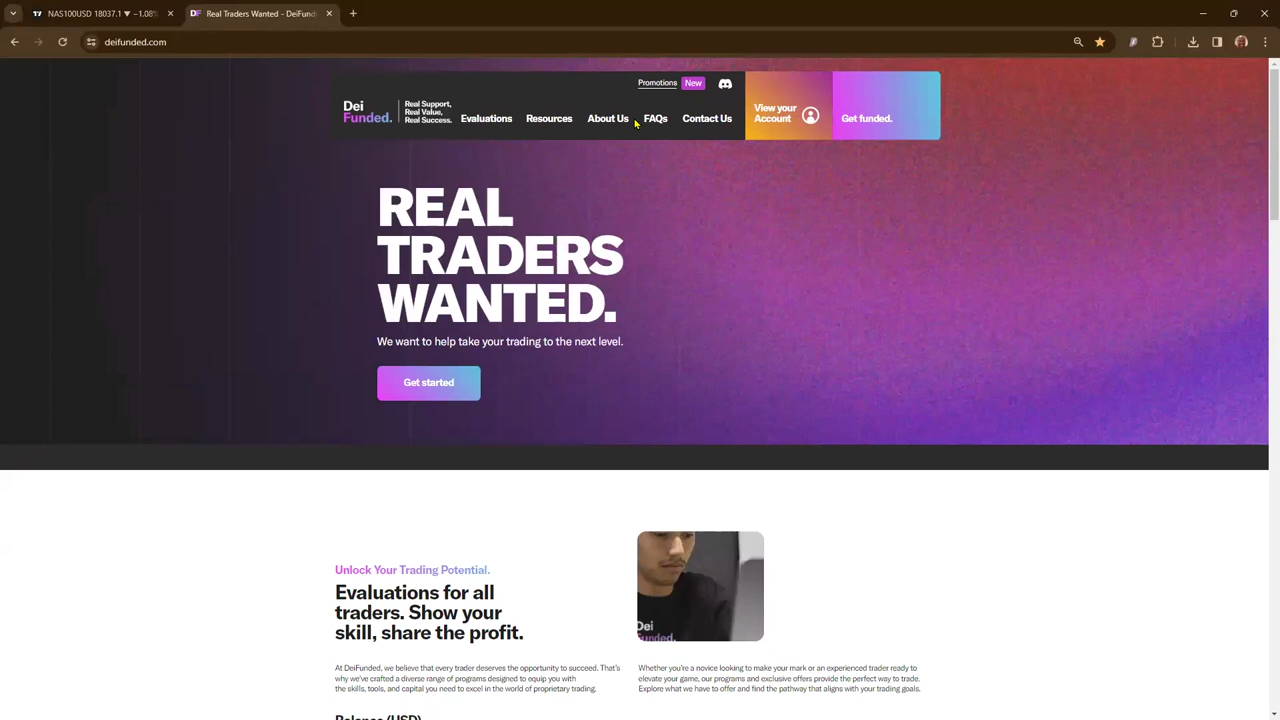 NAS100USD 18037.1 ▼ −1.08%
Real Traders Wanted - DeiFund
deifunded.com
Promotions New
Dei
Funded.
Real Support,
Real Value,
Real Success.
Evaluations Resources About Us FAQs Contact Us
View your
Account
Get funded.
REAL
TRADERS
WANTED.
We want to help take your trading to the next level.
Get started
Unlock Your Trading Potential.
Evaluations for all
traders. Show your
skill, share the profit.
Dei
Funded.
At DeiFunded, we believe that every trader deserves the opportunity to succeed. That's
why we've crafted a diverse range of programs designed to equip you with
the skills, tools, and capital you need to excel in the world of proprietary trading.
Whether you're a novice looking to make your mark or an experienced trader ready to
elevate your game, our programs and exclusive offers provide the perfect way to trade.
Explore what we have to offer and find the pathway that aligns with your trading goals.
Balance (USD)